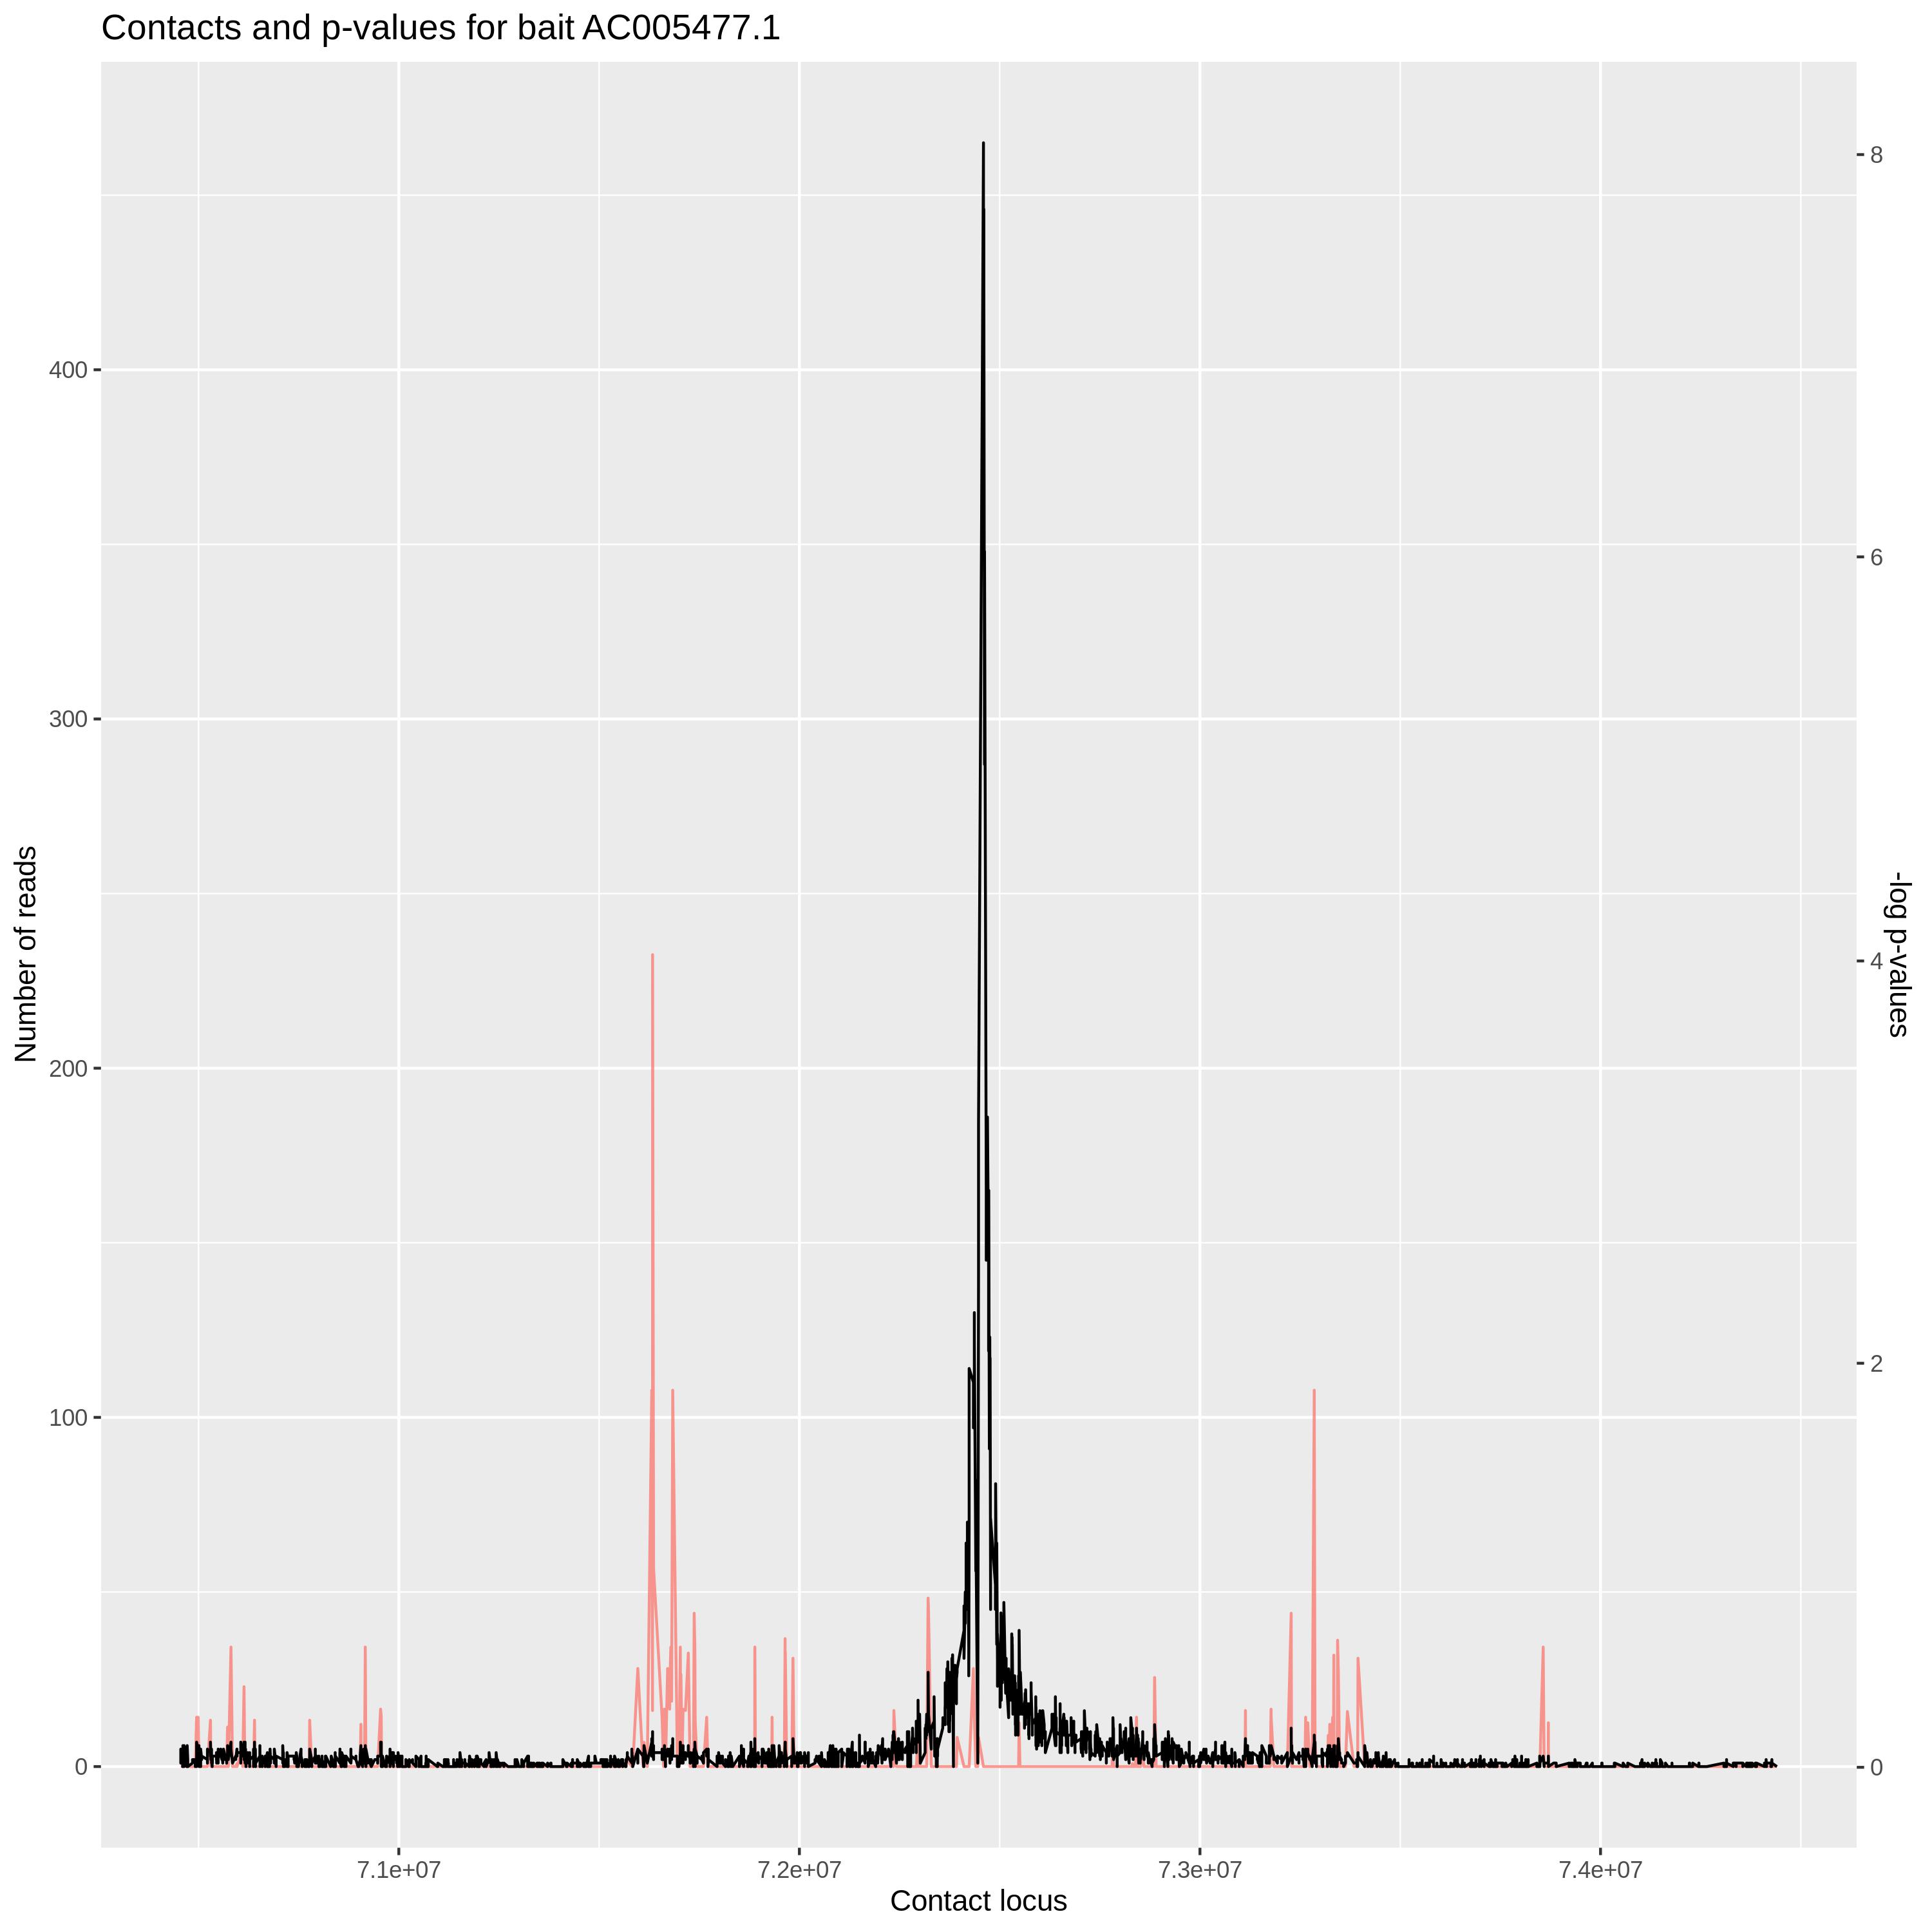 Contacts and p-values for bait AC005477.1
8
400
6
300
Number of reads
-log p-values
4
200
2
100
0
0
7.1e+07
7.2e+07
7.3e+07
7.4e+07
Contact locus